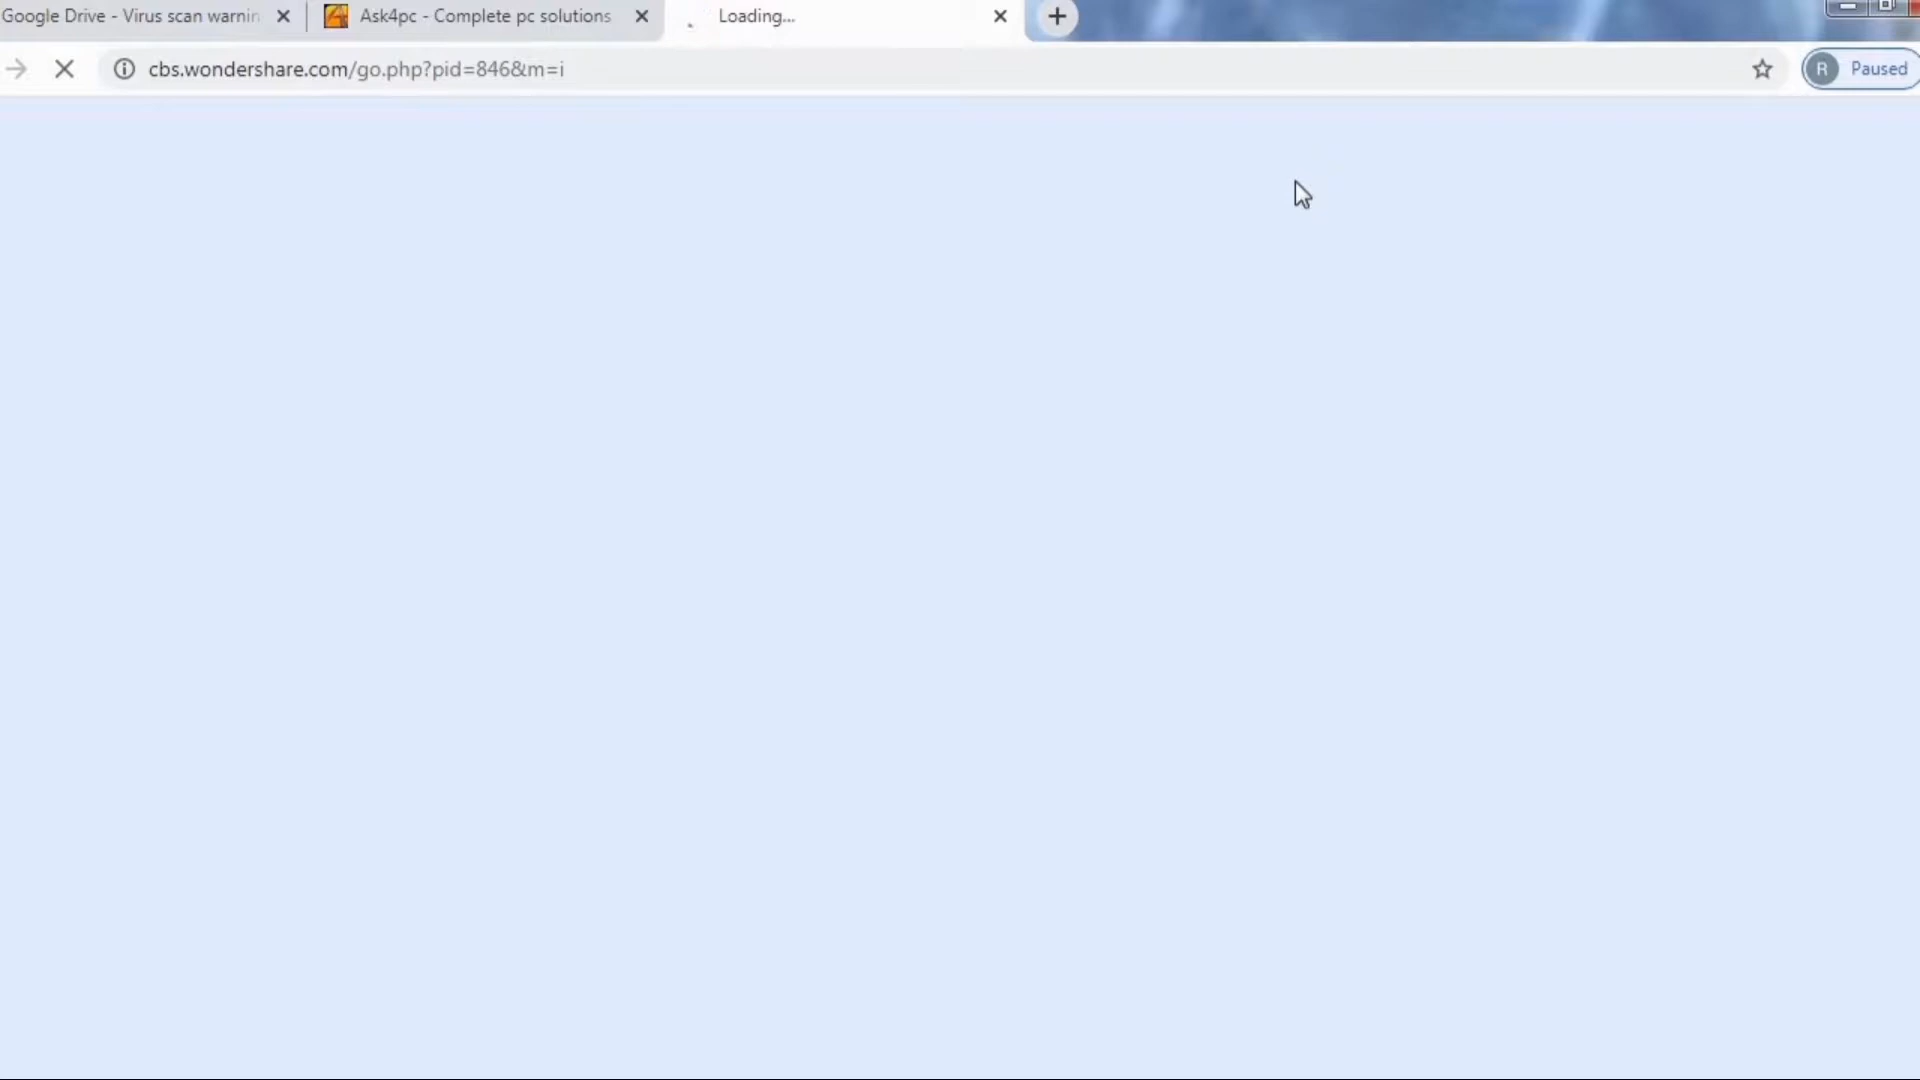 Google Drive - Virus scan warnin
Ask4pc - Complete pc solutions
Loading...
cbs.wondershare.com/go.php?pid=846&m=i
R
Paused